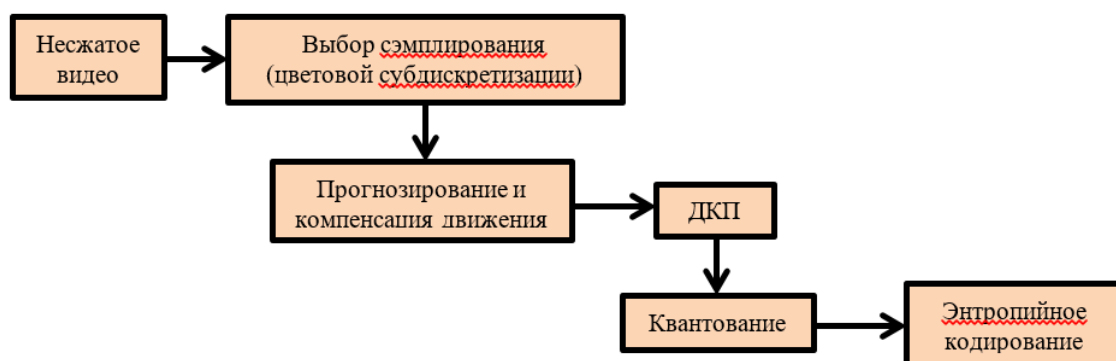 Несжатое
видео
Выбор сэмплирования
(цветовой субдискретизации)
Прогнозирование и
компенсация движения
ДКП
Квантование
Энтропийное
кодирование